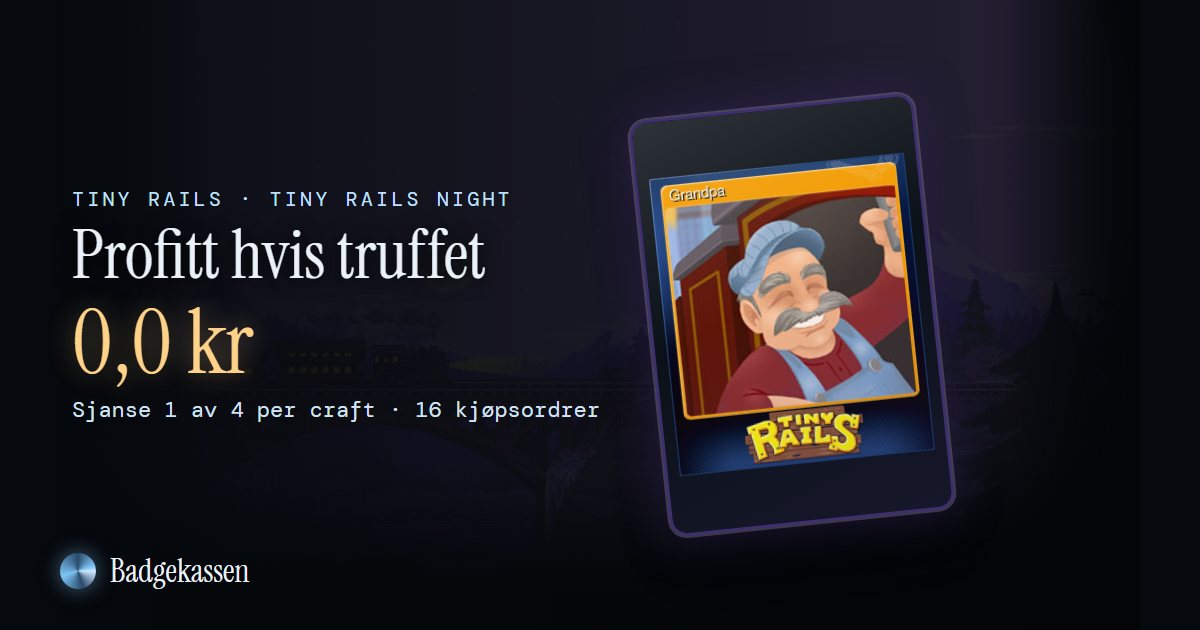 TINY RAILS · TINY RAILS NIGHT
Profitt hvis truffet
0,0 kr
Sjanse 1 av 4 per craft · 16 kjøpsordrer
Grandpa
TINY
RAILS
Badgekassen